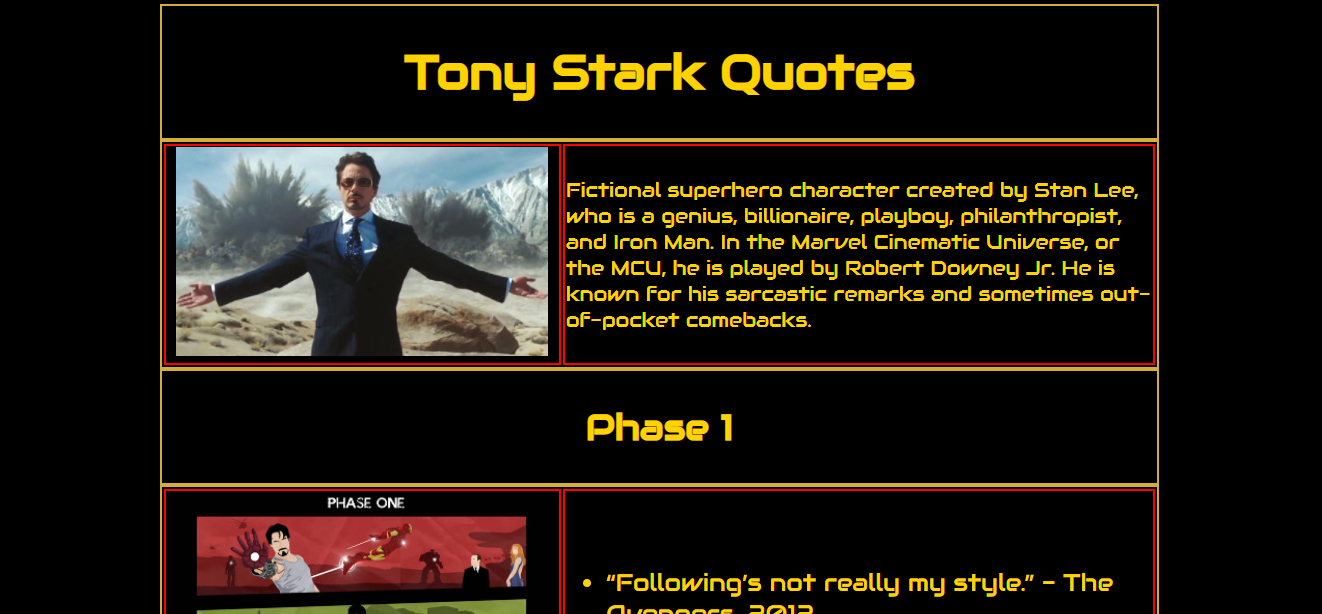 Tony Stark Quotes
Fictional superhero character created by Stan Lee,
who is a genius, billionaire, playboy, philanthropist,
and Iron Man. In the Marvel Cinematic Universe, or
the MCU, he is played by Robert Downey Jr. He is
known for his sarcastic remarks and sometimes out-
of-pocket comebacks.
Phase 1
PHASE ONE
• “Following’s not really my style.” - The
Avengers, 2012